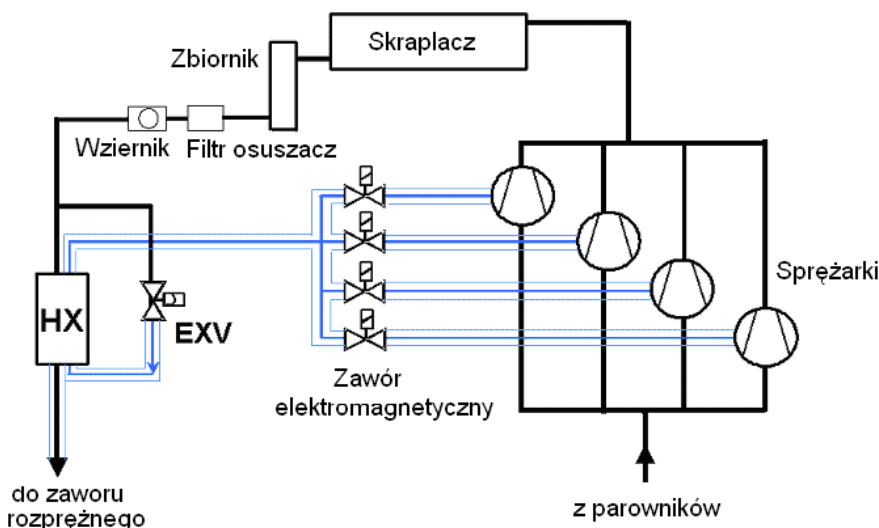 Skraplacz
Zbiornik
Wziernik
Filtr osuszacz
Sprężarki
HX
EXV
Zawór
elektromagnetyczny
do zaworu
rozprężnego
z parowników